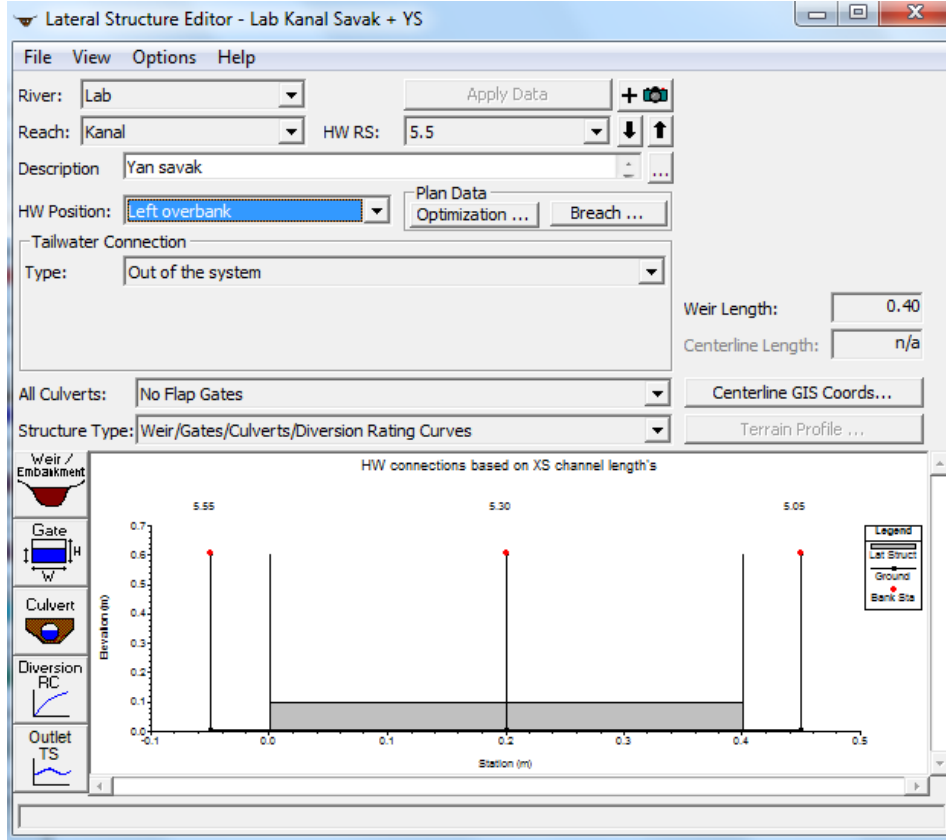 Lateral Structure Editor - Lab Kanal Savak + YS
File View Options Help
River: Lab Apply Data +
Reach: Kanal HW RS: 5.5
Description Yan savak ...
HW Position: Left overbank Plan Data Optimization ... Breach ...
Tailwater Connection
Type: Out of the system
Weir Length: 0.40
Centerline Length: n/a
All Culverts: No Flap Gates Centerline GIS Coords...
Structure Type: Weir/Gates/Culverts/Diversion Rating Curves Terrain Profile ...
Weir /
Embankment
Gate
H
W
Culvert
Diversion
RC
Outlet
TS
HW connections based on XS channel length's
5.55 5.30 5.05
0.7
0.6
0.5
0.4
0.3
0.2
0.1
0.0
Elevation (m)
-0.1 0.0 0.1 0.2 0.3 0.4 0.5
Station (m)
Legend
Lat Struct
Ground
Bank Sta